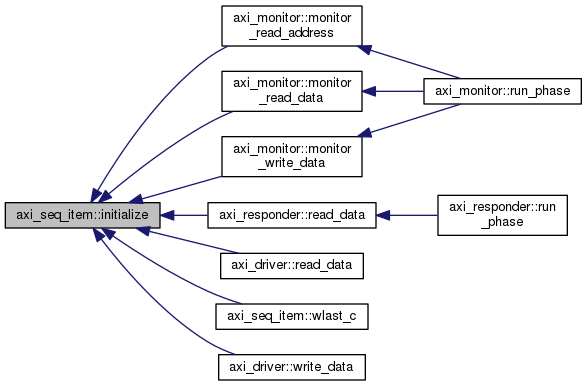 axi_monitor::monitor
_read_address
axi_monitor::monitor
_read_data
axi_monitor::run_phase
axi_monitor::monitor
_write_data
axi_seq_item::initialize
axi_responder::read_data
axi_responder::run
_phase
axi_driver::read_data
axi_seq_item::wlast_c
axi_driver::write_data